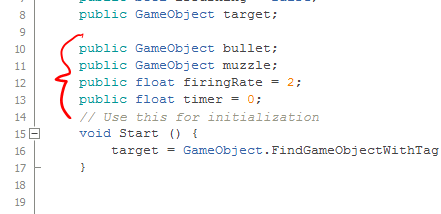 8 public GameObject target;
9
10 public GameObject bullet;
11 public GameObject muzzle;
12 public float firingRate = 2;
13 public float timer = 0;
14 // Use this for initialization
15 void Start () {
16 target = GameObject.FindGameObjectWithTag
17 }
18
19